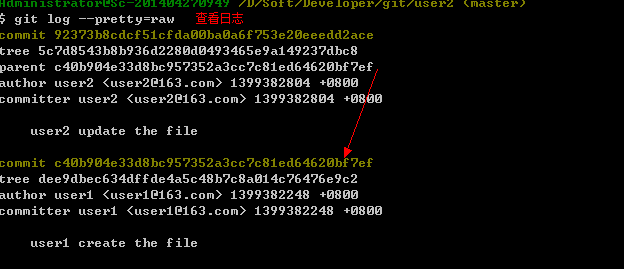 Administrator@Sc-201404270949 /D/Soft/Developer/git/user2 (master)
$ git log --pretty=raw 查看日志
commit 92373b8cdcf51cfda00ba0a6f753e20eeedd2ace
tree 5c7d8543b8b936d2280d0493465e9a149237dbc8
parent c40b904e33d8bc957352a3cc7c81ed64620bf7ef
author user2 <user2@163.com> 1399382804 +0800
committer user2 <user2@163.com> 1399382804 +0800
user2 update the file
commit c40b904e33d8bc957352a3cc7c81ed64620bf7ef
tree dee9dbec634dffde4a5c48b7c8a014c76476e9c2
author user1 <user1@163.com> 1399382248 +0800
committer user1 <user1@163.com> 1399382248 +0800
user1 create the file